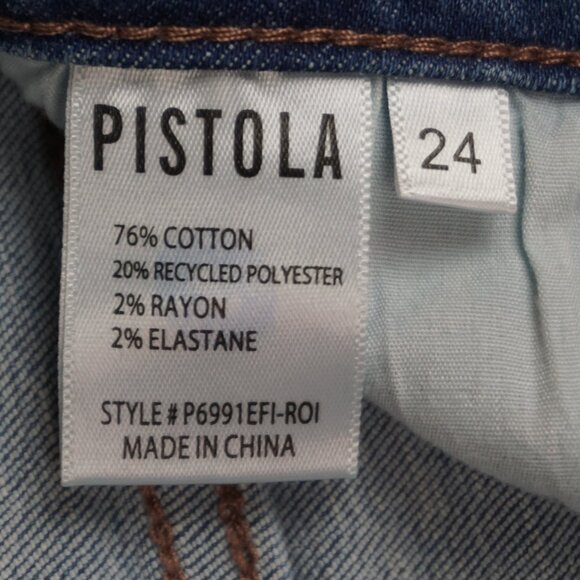 PISTOLA
24
76% COTTON
20% RECYCLED POLYESTER
2% RAYON
2% ELASTANE
STYLE # P6991EFI-ROI
MADE IN CHINA